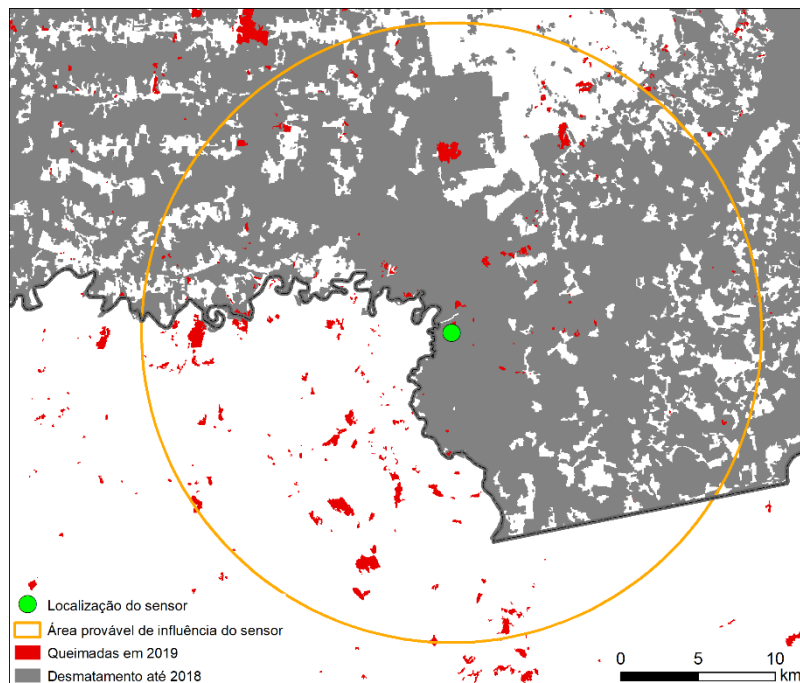 Localização do sensor
Área provável de influência do sensor
Queimadas em 2019
Desmatamento até 2018
0 5 10
km